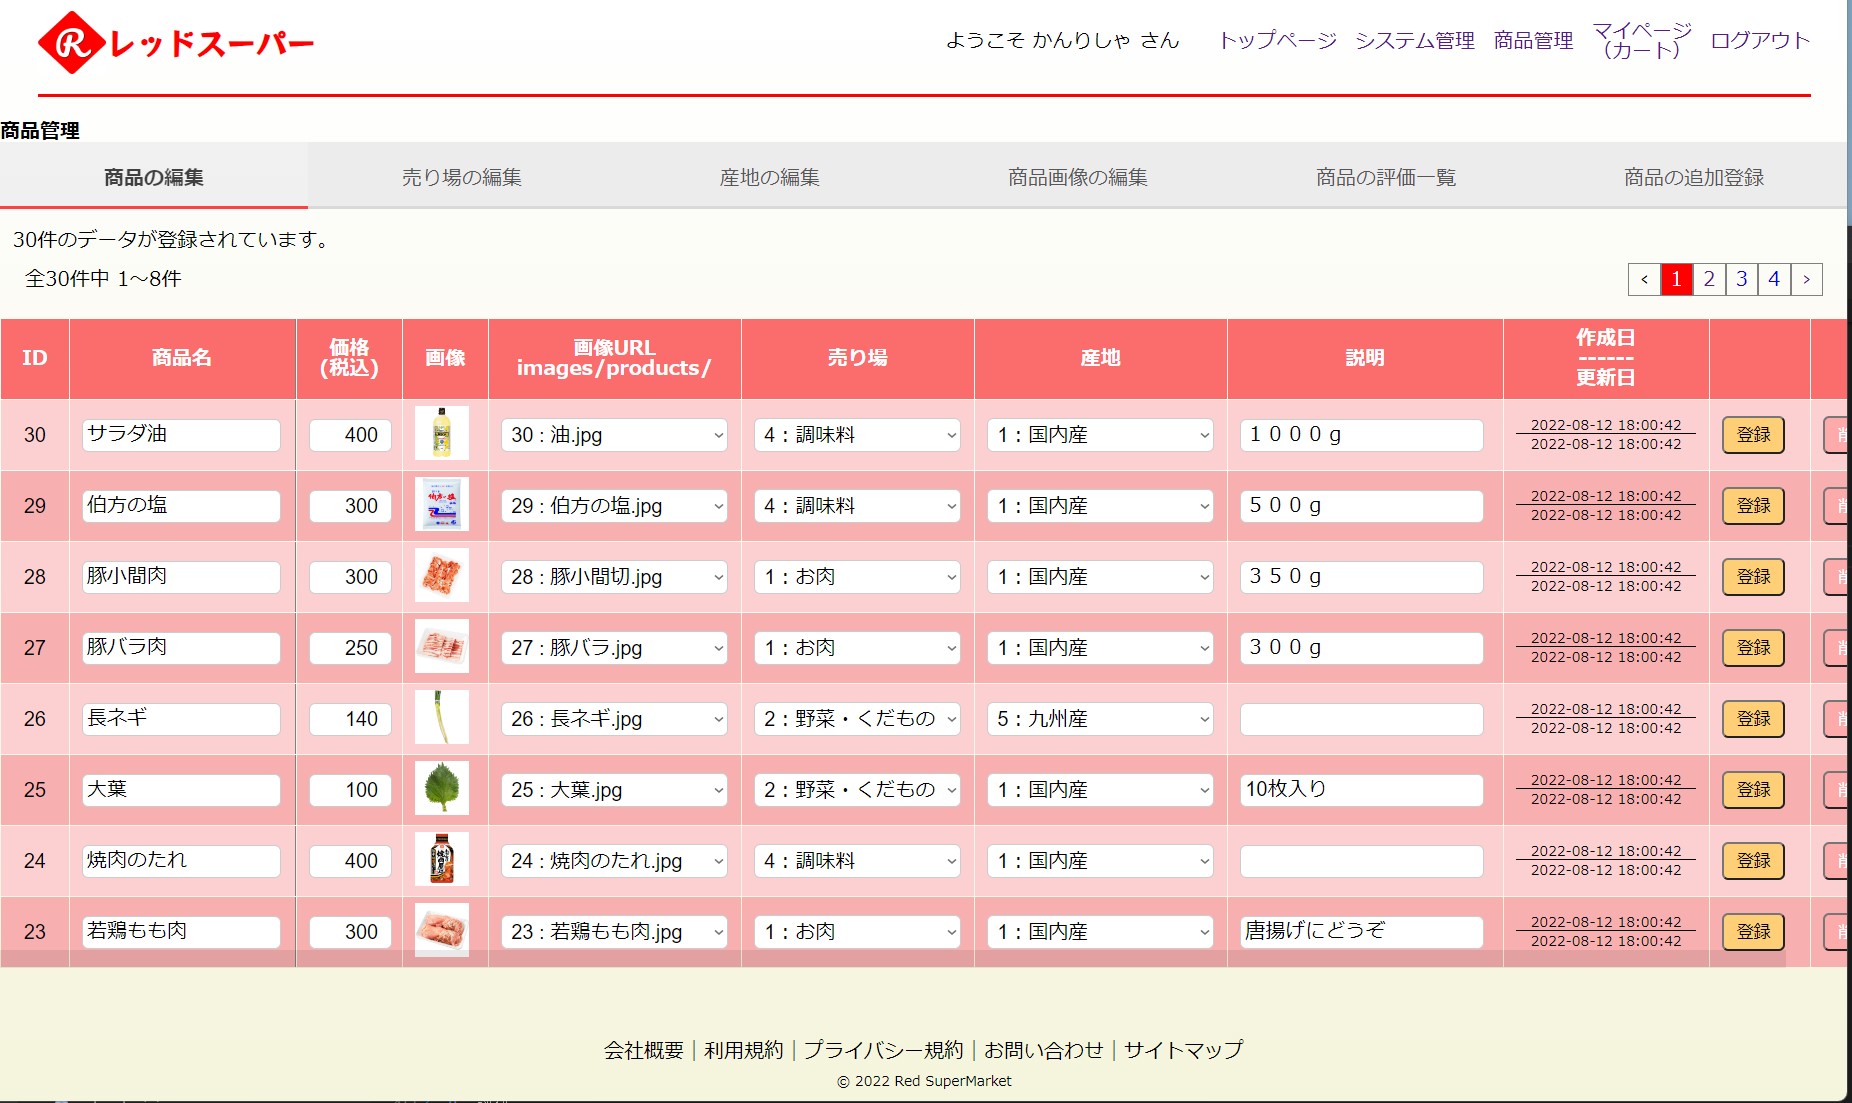 レッドスーパー
ようこそ かんりしゃ さん トップページ システム管理 商品管理 マイページ（カート） ログアウト
商品管理
商品の編集 売り場の編集 産地の編集 商品画像の編集 商品の評価一覧 商品の追加登録
30件のデータが登録されています。
全30件中 1～8件
< 1 2 3 4 >
ID 商品名 価格(税込) 画像 画像URL images/products/ 売り場 産地 説明 作成日 ------ 更新日
30 サラダ油 400 30 : 油.jpg 4 : 調味料 1 : 国内産 １０００ｇ 2022-08-12 18:00:42 2022-08-12 18:00:42 登録
29 伯方の塩 300 29 : 伯方の塩.jpg 4 : 調味料 1 : 国内産 ５００ｇ 2022-08-12 18:00:42 2022-08-12 18:00:42 登録
28 豚小間肉 300 28 : 豚小間切.jpg 1 : お肉 1 : 国内産 ３５０ｇ 2022-08-12 18:00:42 2022-08-12 18:00:42 登録
27 豚バラ肉 250 27 : 豚バラ.jpg 1 : お肉 1 : 国内産 ３００ｇ 2022-08-12 18:00:42 2022-08-12 18:00:42 登録
26 長ネギ 140 26 : 長ネギ.jpg 2 : 野菜・くだもの 5 : 九州産 2022-08-12 18:00:42 2022-08-12 18:00:42 登録
25 大葉 100 25 : 大葉.jpg 2 : 野菜・くだもの 1 : 国内産 10枚入り 2022-08-12 18:00:42 2022-08-12 18:00:42 登録
24 焼肉のたれ 400 24 : 焼肉のたれ.jpg 4 : 調味料 1 : 国内産 2022-08-12 18:00:42 2022-08-12 18:00:42 登録
23 若鶏もも肉 300 23 : 若鶏もも肉.jpg 1 : お肉 1 : 国内産 唐揚げにどうぞ 2022-08-12 18:00:42 2022-08-12 18:00:42 登録
会社概要｜利用規約｜プライバシー規約｜お問い合わせ｜サイトマップ
© 2022 Red SuperMarket